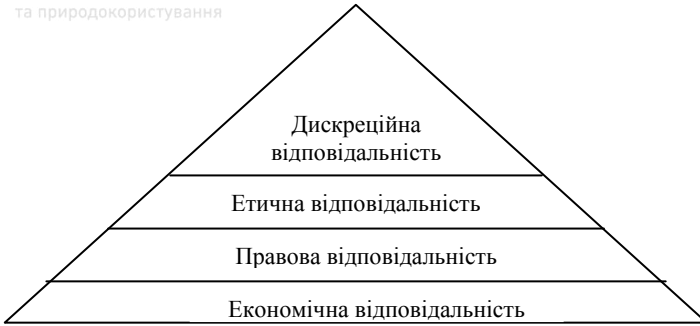 та природокористування
Дискреційна
відповідальність
Етична відповідальність
Правова відповідальність
Економічна відповідальність